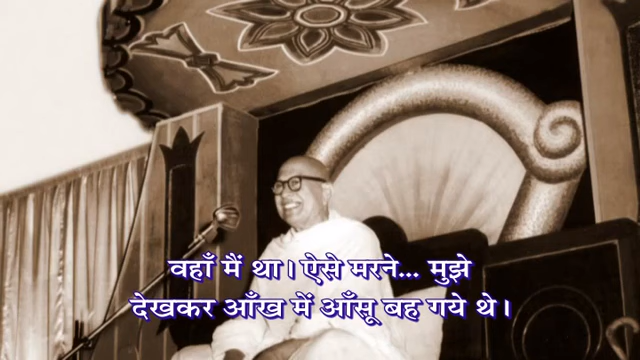 वहाँ मैं था। ऐसे मरने... मुझे
देखकर आँख में आँसू बह गये थे।